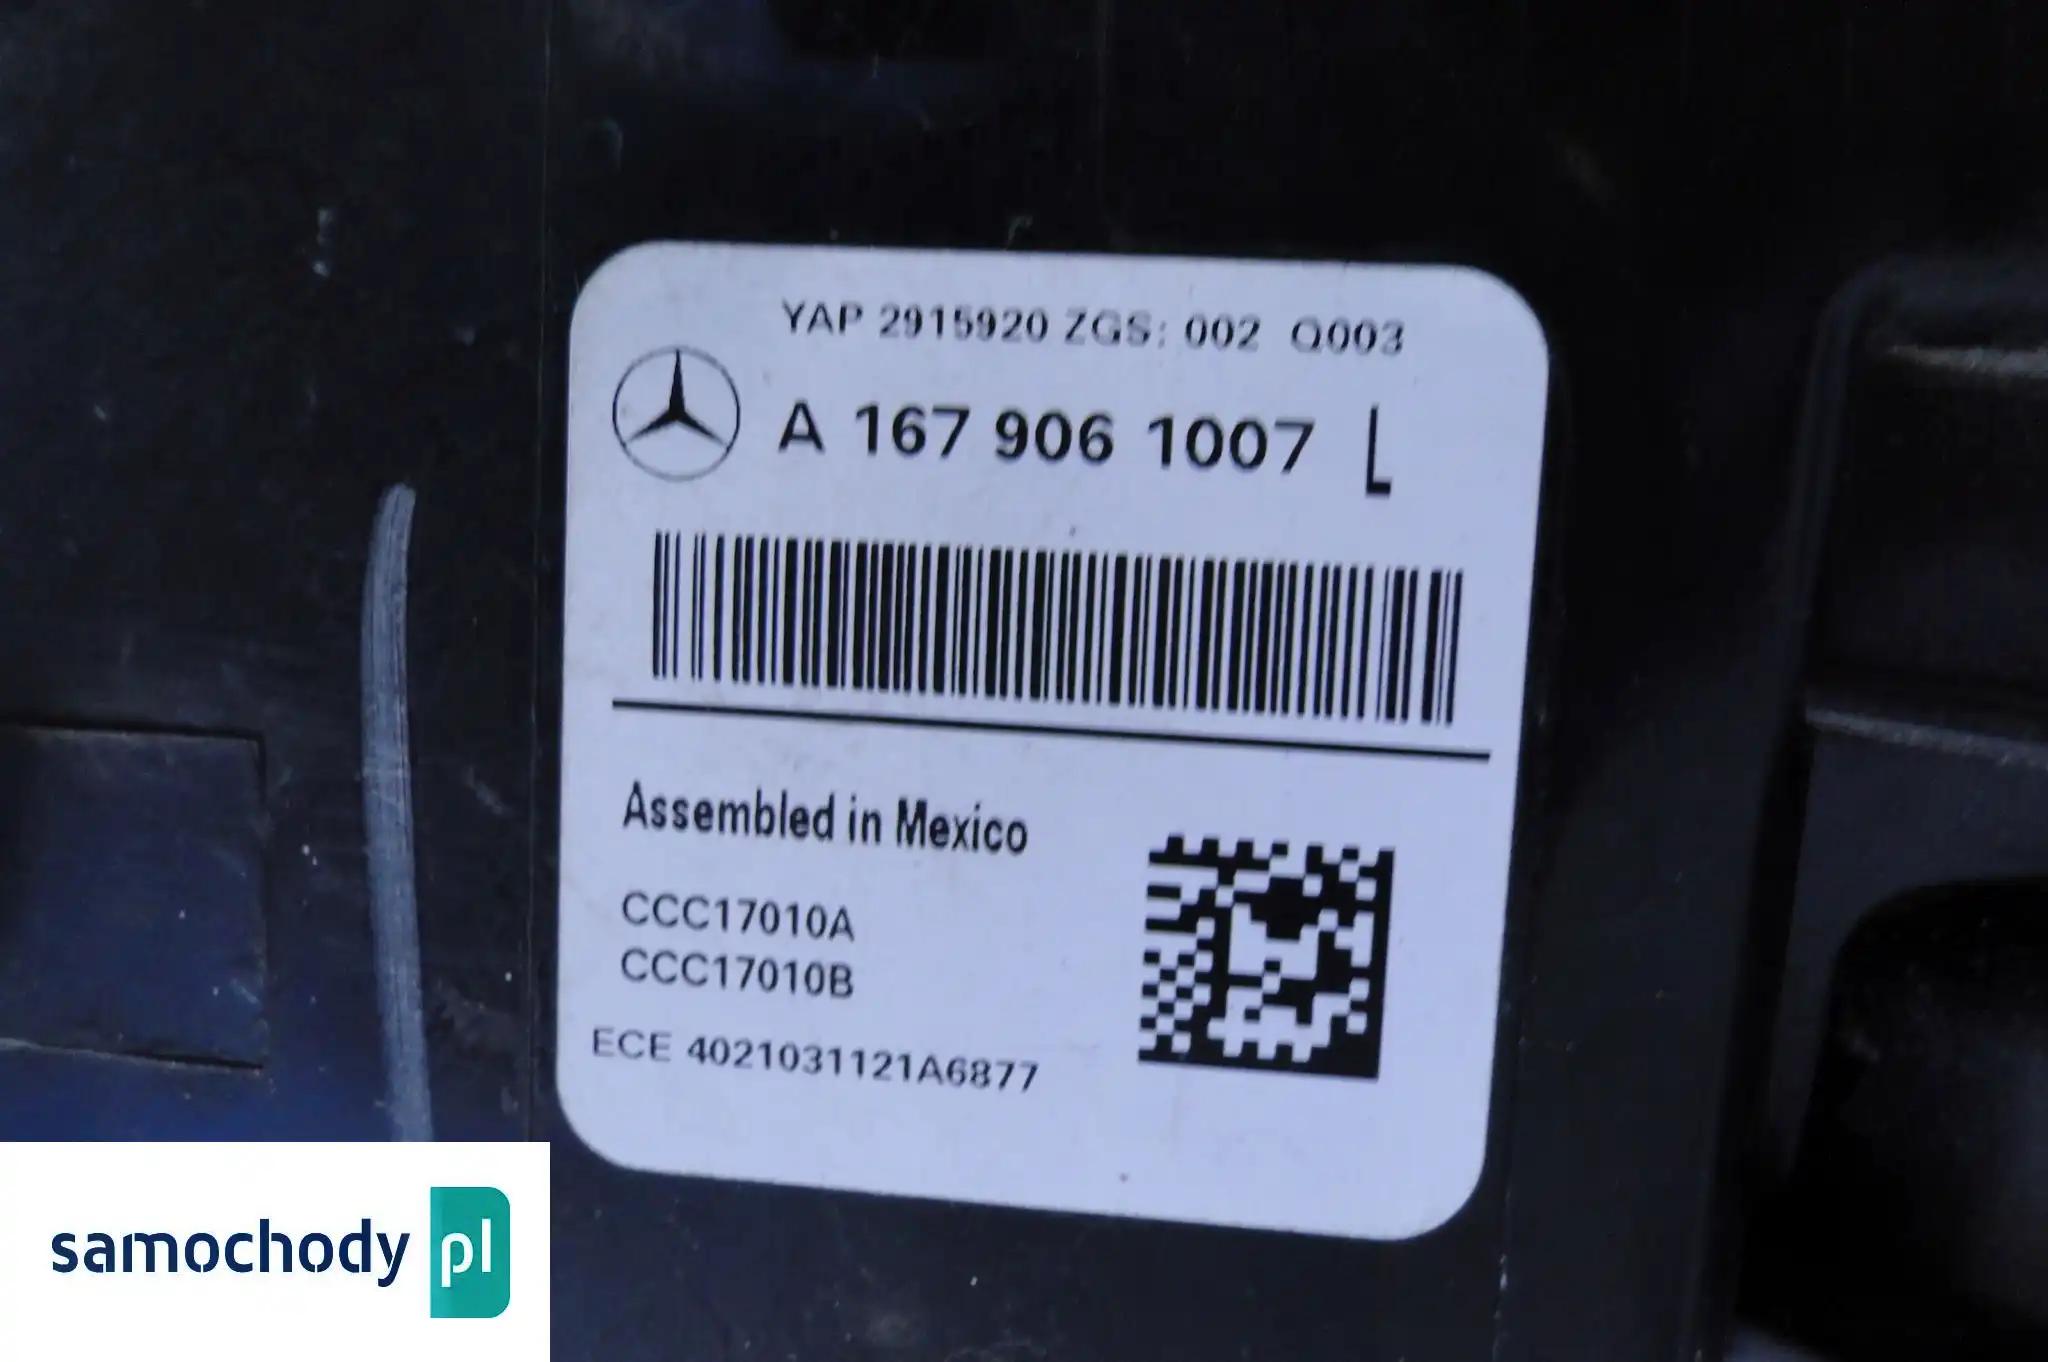 YAP 2915920 ZGS: 002 Q003
A 167 906 1007 L
Assembled in Mexico
CCC17010A
CCC17010B
ECE 4021031121A6877
samochody pl